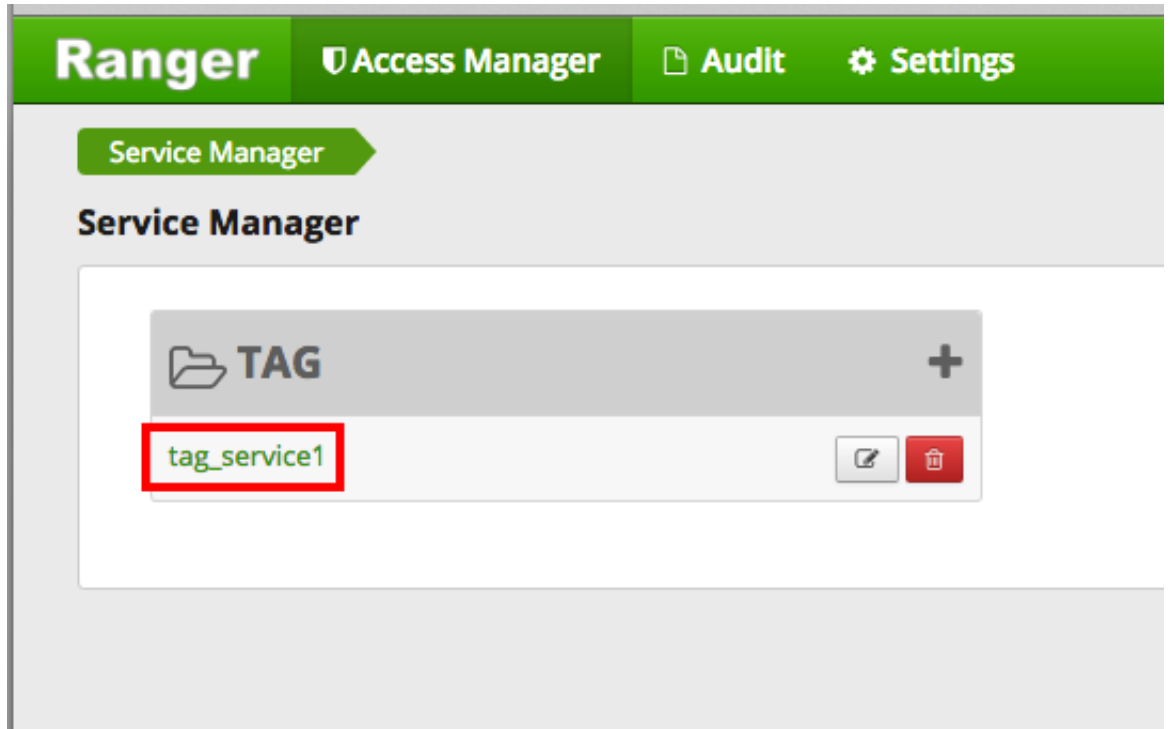 Ranger Access Manager Audit Settings
Service Manager
Service Manager
TAG
tag_service1